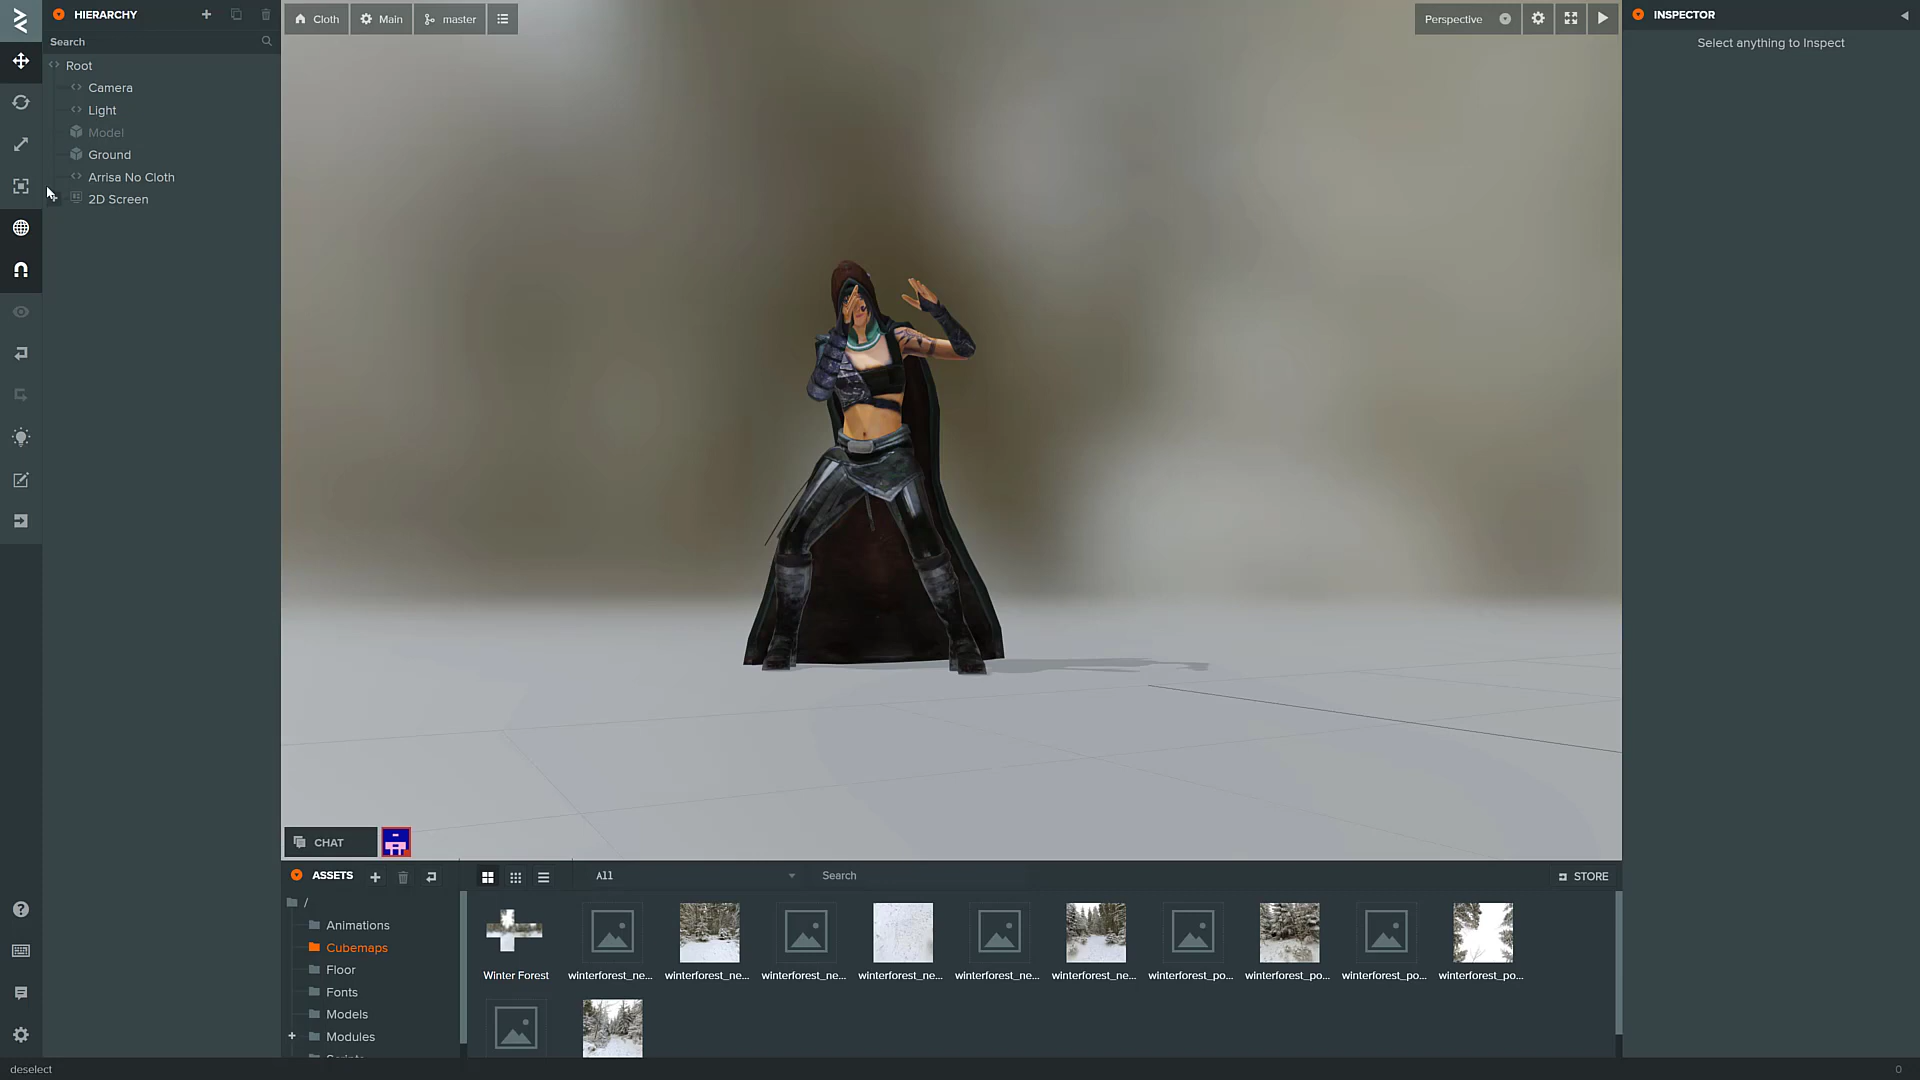 HIERARCHY
Search
Root
Camera
Light
Model
Ground
Arrisa No Cloth
2D Screen
Cloth
Main
master
Perspective
INSPECTOR
Select anything to Inspect
CHAT
ASSETS
All
Search
STORE
/
Animations
Cubemaps
Floor
Fonts
Models
Modules
Scripts
Winter Forest
winterforest_ne...
winterforest_ne...
winterforest_ne...
winterforest_ne...
winterforest_ne...
winterforest_ne...
winterforest_po...
winterforest_po...
winterforest_po...
winterforest_po...
deselect
0